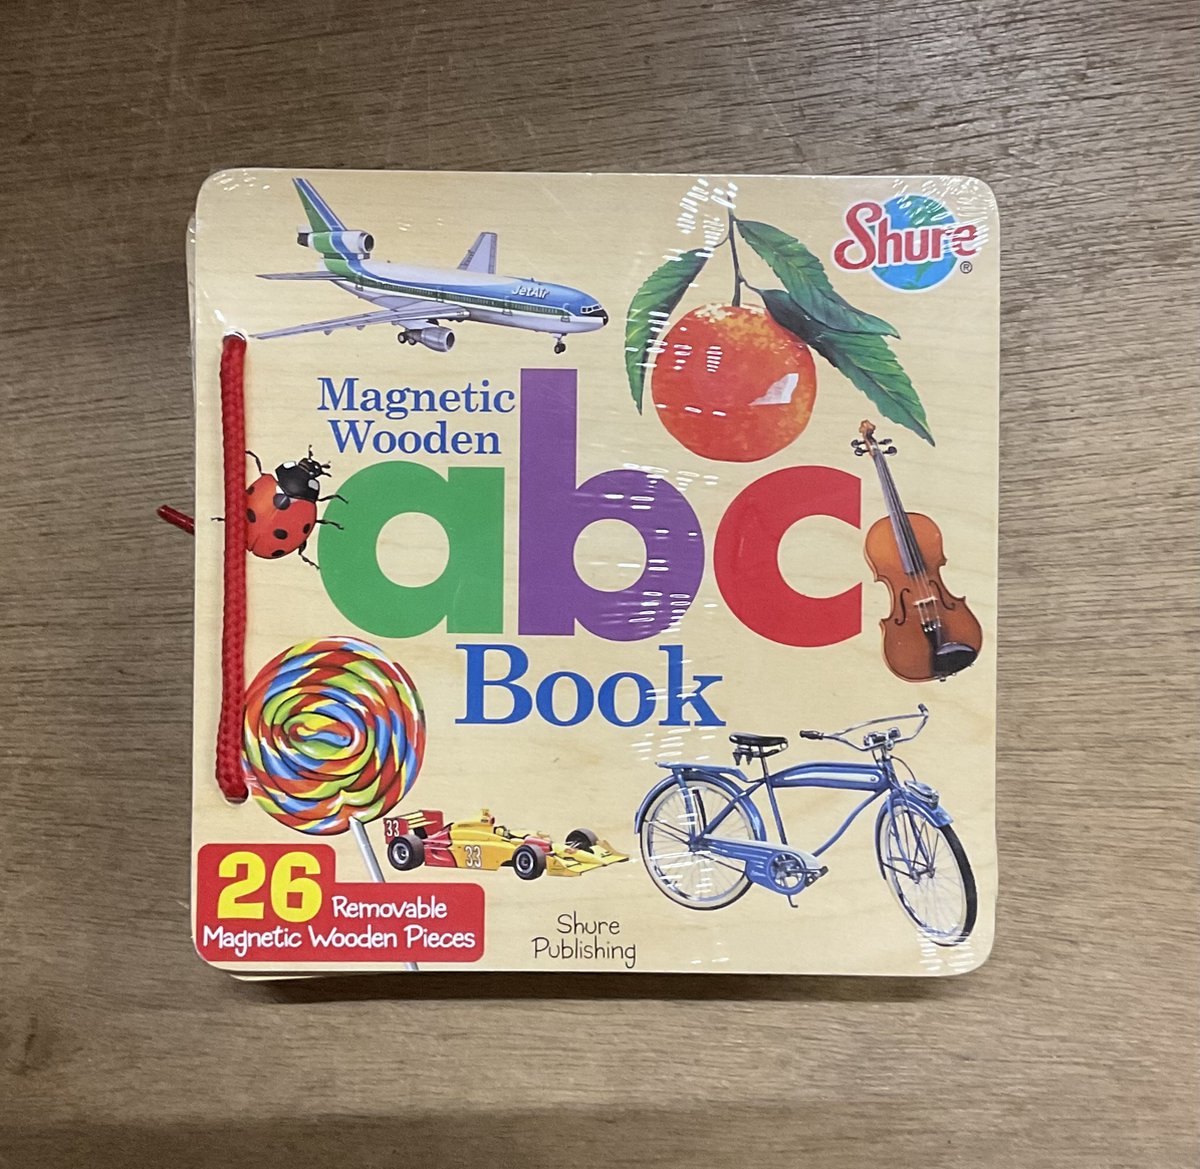 Shure
®
JetAir
Magnetic
Wooden
abc
Book
33
33
26 Removable
Magnetic Wooden Pieces
Shure
Publishing